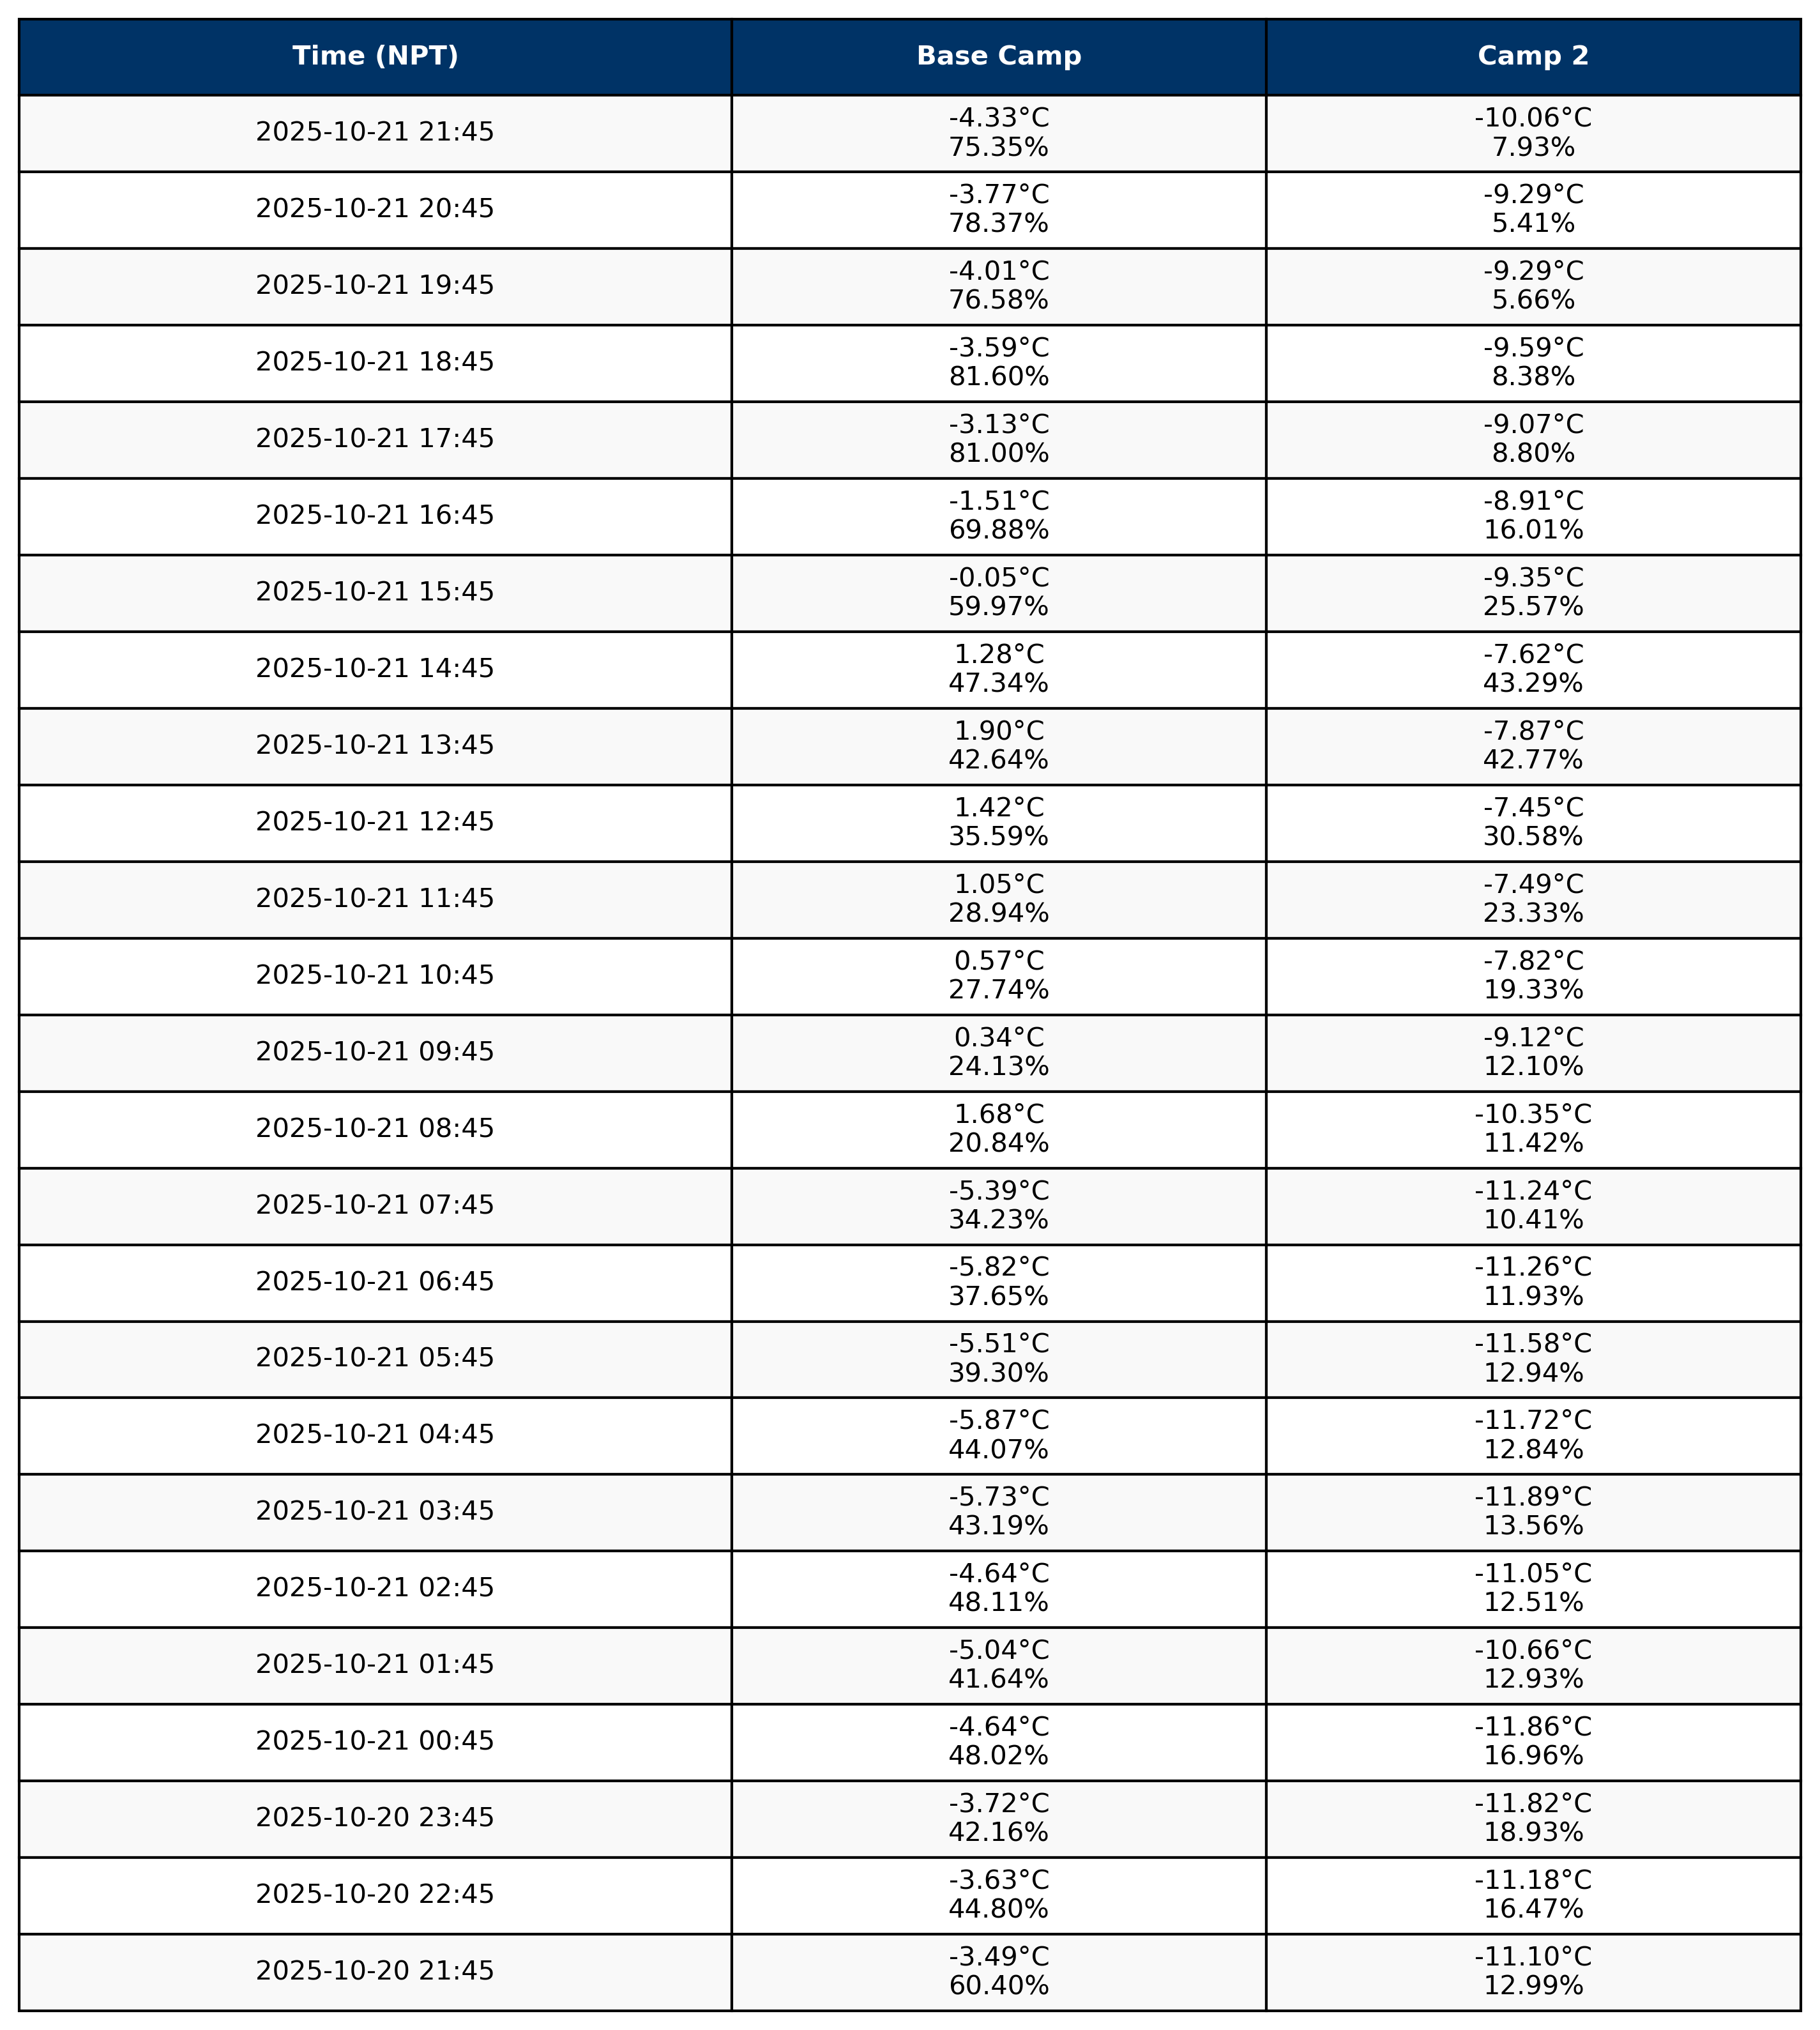 Time (NPT) Base Camp Camp 2
2025-10-21 21:45 -4.33°C -10.06°C
75.35% 7.93%
2025-10-21 20:45 -3.77°C -9.29°C
78.37% 5.41%
2025-10-21 19:45 -4.01°C -9.29°C
76.58% 5.66%
2025-10-21 18:45 -3.59°C -9.59°C
81.60% 8.38%
2025-10-21 17:45 -3.13°C -9.07°C
81.00% 8.80%
2025-10-21 16:45 -1.51°C -8.91°C
69.88% 16.01%
2025-10-21 15:45 -0.05°C -9.35°C
59.97% 25.57%
2025-10-21 14:45 1.28°C -7.62°C
47.34% 43.29%
2025-10-21 13:45 1.90°C -7.87°C
42.64% 42.77%
2025-10-21 12:45 1.42°C -7.45°C
35.59% 30.58%
2025-10-21 11:45 1.05°C -7.49°C
28.94% 23.33%
2025-10-21 10:45 0.57°C -7.82°C
27.74% 19.33%
2025-10-21 09:45 0.34°C -9.12°C
24.13% 12.10%
2025-10-21 08:45 1.68°C -10.35°C
20.84% 11.42%
2025-10-21 07:45 -5.39°C -11.24°C
34.23% 10.41%
2025-10-21 06:45 -5.82°C -11.26°C
37.65% 11.93%
2025-10-21 05:45 -5.51°C -11.58°C
39.30% 12.94%
2025-10-21 04:45 -5.87°C -11.72°C
44.07% 12.84%
2025-10-21 03:45 -5.73°C -11.89°C
43.19% 13.56%
2025-10-21 02:45 -4.64°C -11.05°C
48.11% 12.51%
2025-10-21 01:45 -5.04°C -10.66°C
41.64% 12.93%
2025-10-21 00:45 -4.64°C -11.86°C
48.02% 16.96%
2025-10-20 23:45 -3.72°C -11.82°C
42.16% 18.93%
2025-10-20 22:45 -3.63°C -11.18°C
44.80% 16.47%
2025-10-20 21:45 -3.49°C -11.10°C
60.40% 12.99%